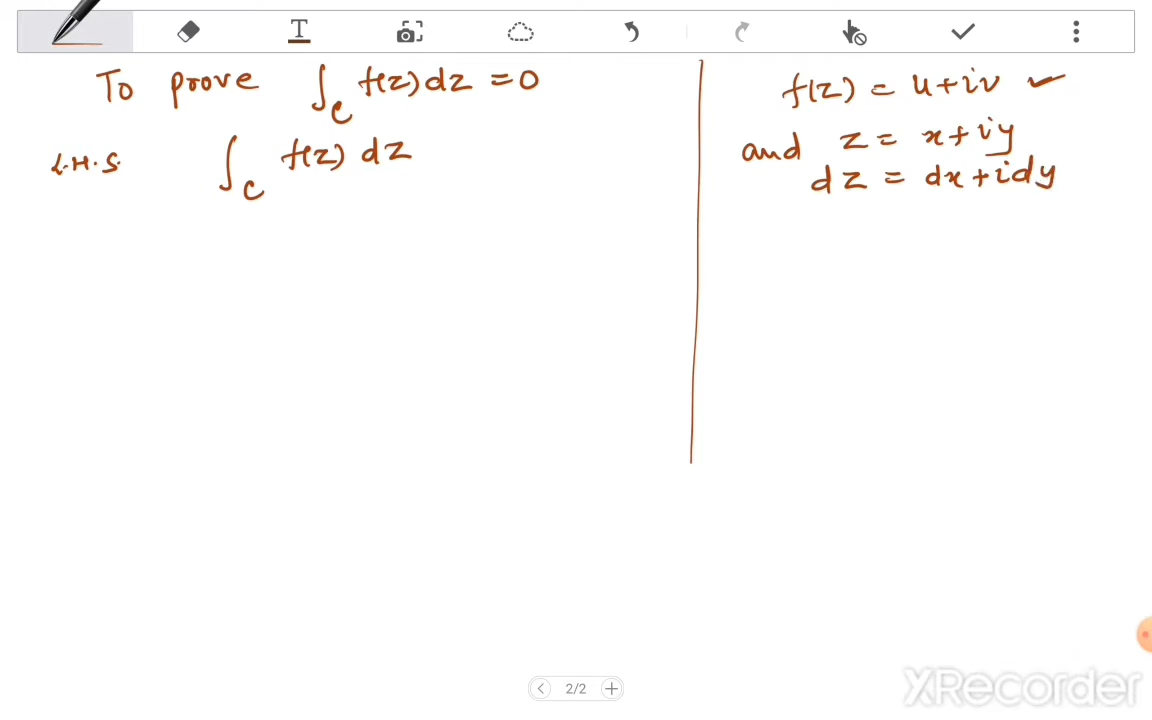 T
To prove ∫_C f(z) dz = 0
L.H.S. ∫_C f(z) dz
f(z) = u + iv ✓
and z = x + iy
dz = dx + idy
2/2
XRecorder